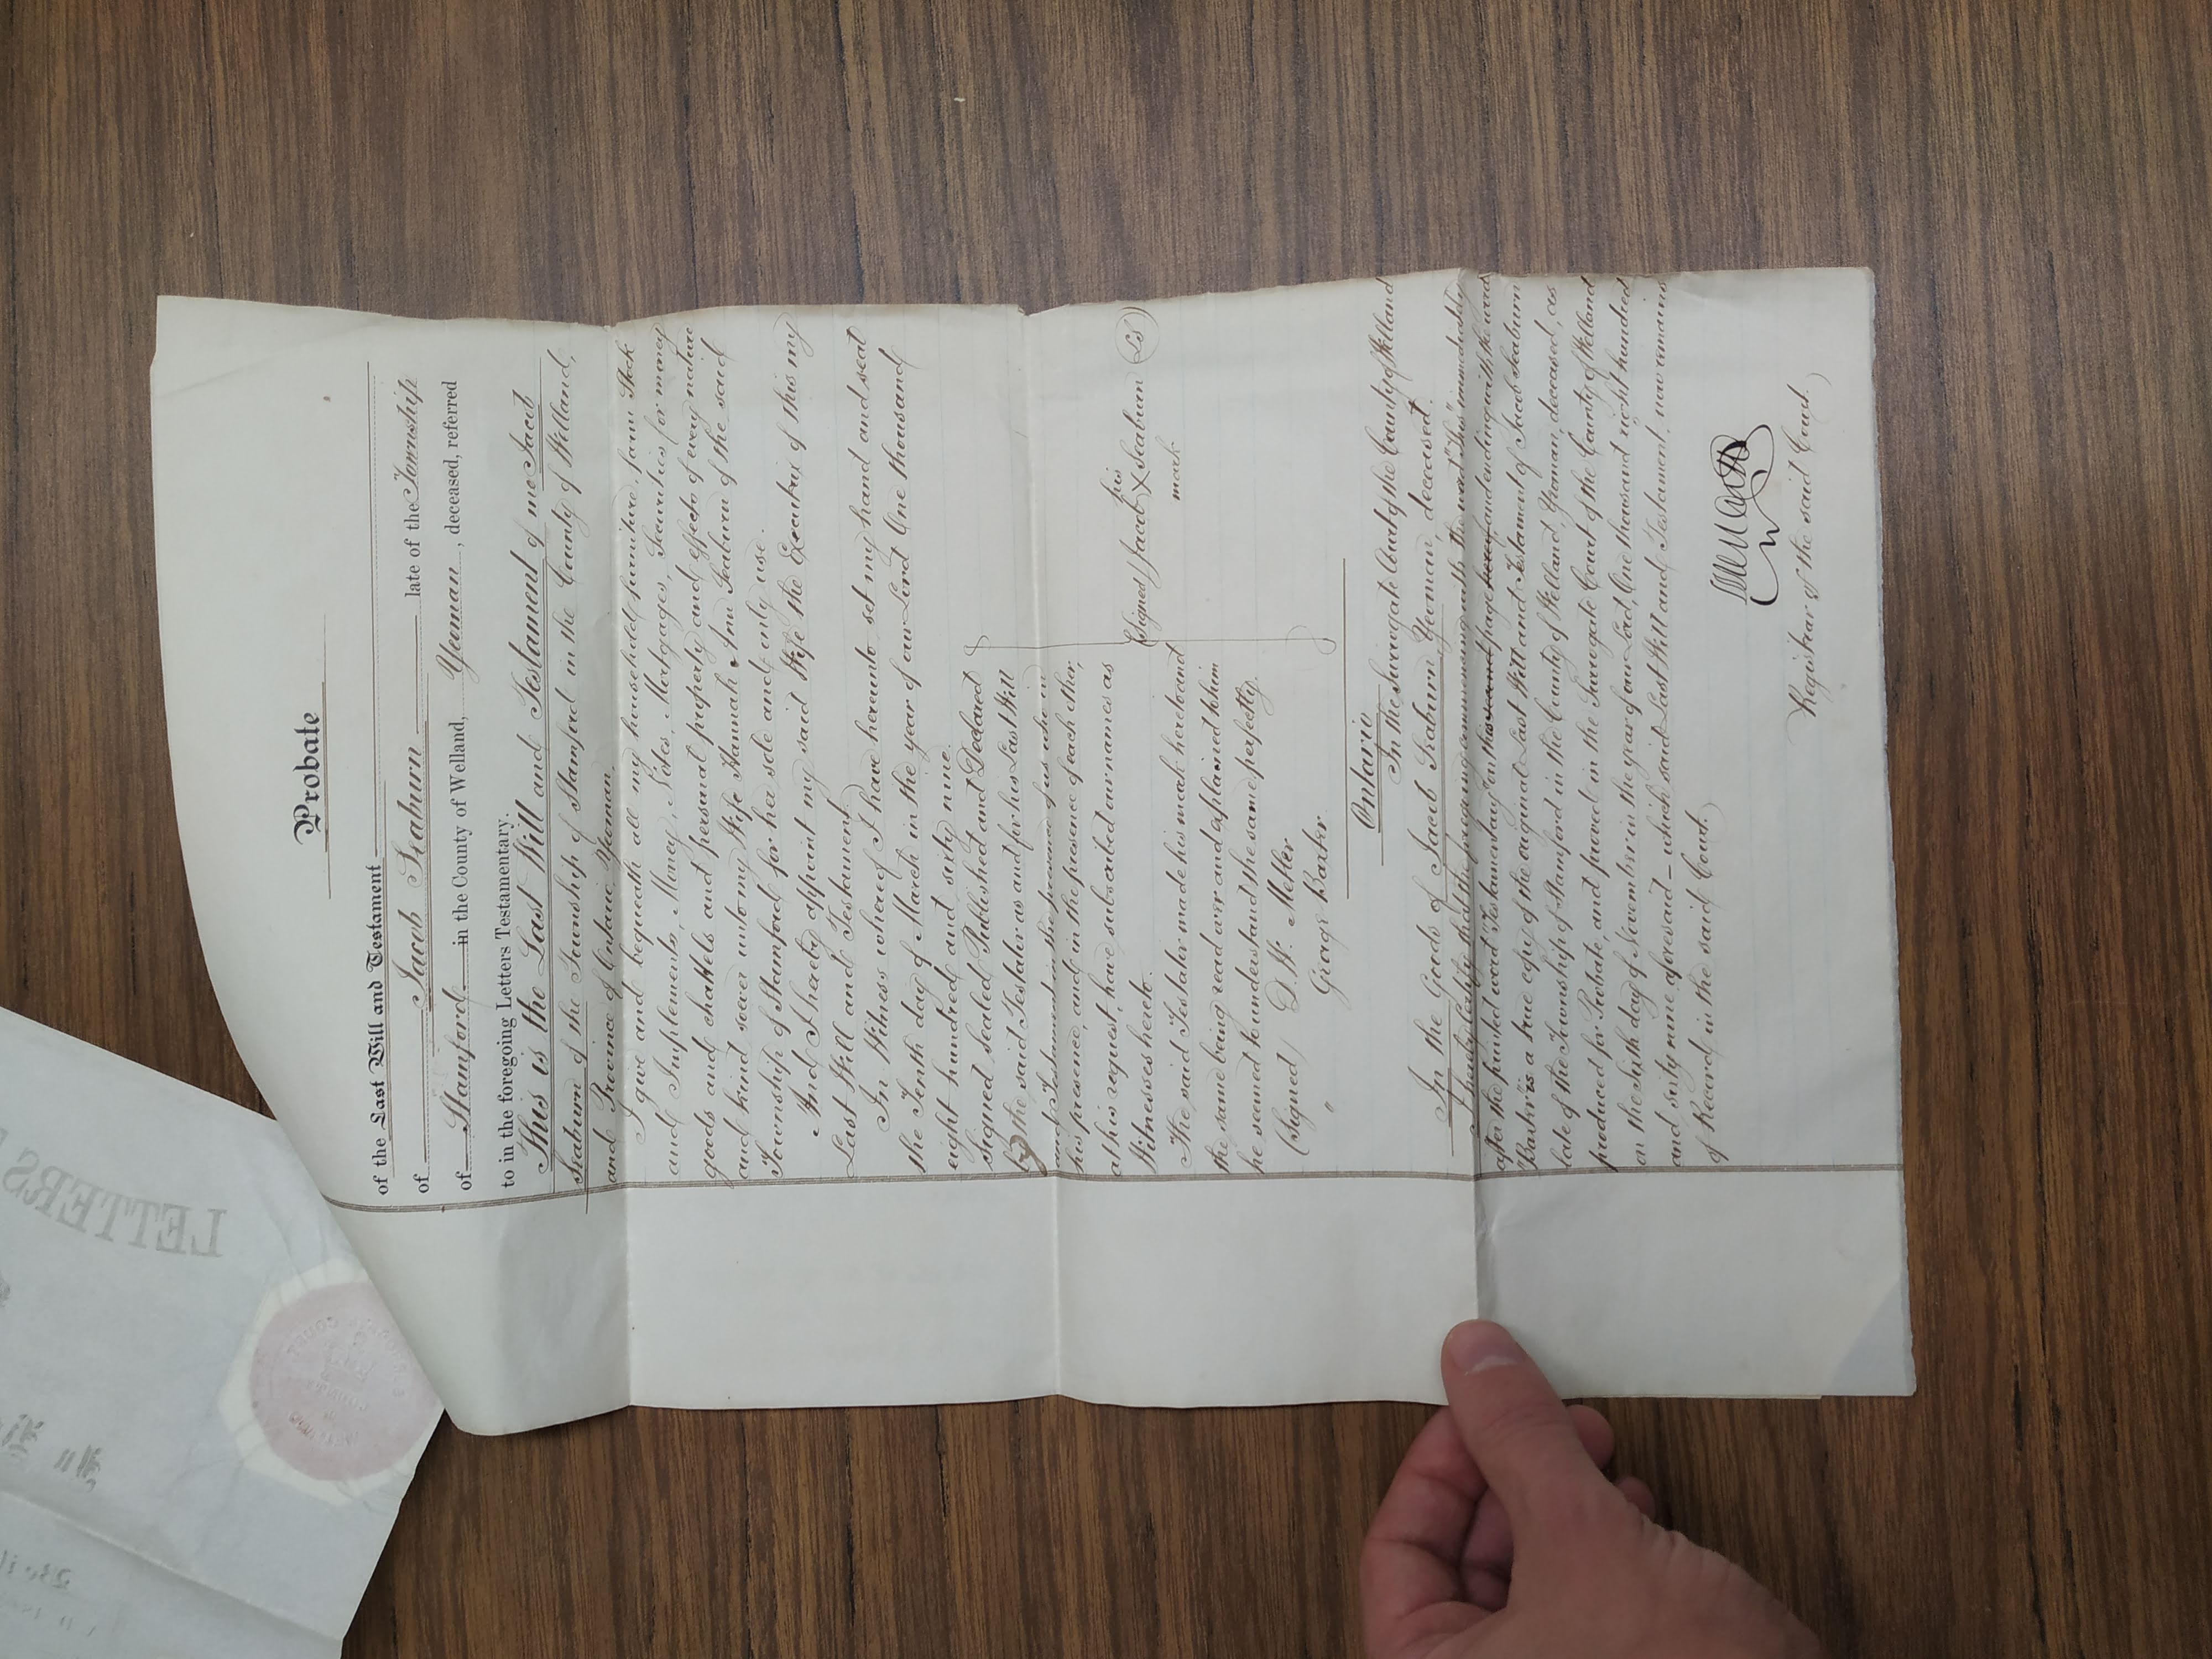 Probate
of the Last Will and Testament
of Jacob Seaburn late of the Township
of Stamford in the County of Welland, Yeoman, deceased, referred
to in the foregoing Letters Testamentary.
This is the Last Will and Testament of me Jacob
Seaburn of the Township of Stamford in the County of Welland,
and Province of Ontario Yeoman.
I give and bequeath all my household furniture, farm Stock
and Implements, Money, Notes, Mortgages, Securities for money
goods and chattels and personal property and effects of every nature
and kind soever unto my Wife Hannah Ann Seaburn of the said
Township of Stamford for her sole and only use.
And I hereby appoint my said Wife the Executrix of this my
Last Will and Testament
In Witness whereof I have hereunto set my hand and seal
the Tenth day of March in the year of our Lord One thousand
eight hundred and sixty nine.
Signed Sealed Published and Declared
by the said Testator as and for his Last Will
and Testament in the presence of us who in
his presence, and in the presence of each other,
at his request, have subscribed our names as
Witnesses hereto.
The said Testator made his mark hereto and
the same being read over and explained him
he seemed to understand the same perfectly.
(Signed) D. W. Meller
" George Barker
(Signed) Jacob his X mark Seaburn (LS)
Ontario
In the Surrogate Court of the County of Welland
In the Goods of Jacob Seaburn, Yeoman, deceased.
I hereby certify that the foregoing commencing with the word "This" immediately
after the printed word "Testamentary" on this page and ending with the word
"Barker" is a true copy of the original Last Will and Testament of Jacob Seaburn
late of the Township of Stamford in the County of Welland, Yeoman, deceased, as
produced for Probate and proved in the Surrogate Court of the County of Welland
on the sixth day of November in the year of our Lord, One thousand eight hundred
and sixty nine aforesaid – which said Last Will and Testament, now remains
of Record in the said Court.
Registrar of the said Court.
LETTERS